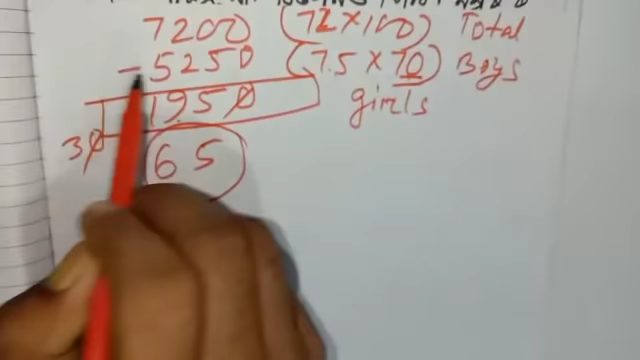 7200 (72×100) Total
- 5250 (75×70) Boys
1950 girls
30
65